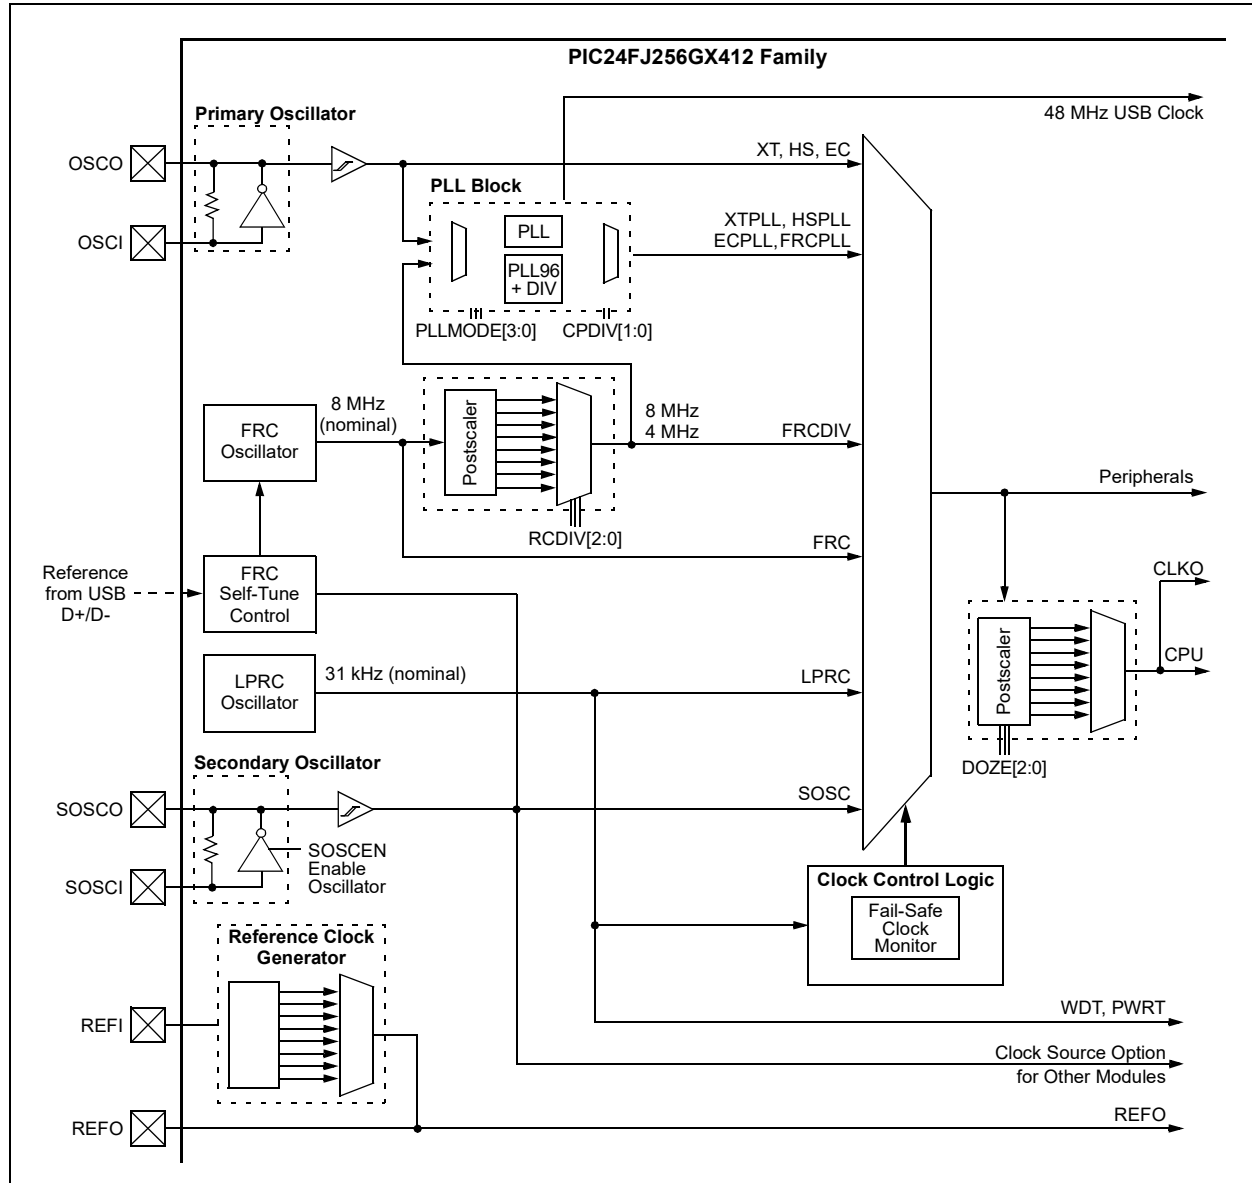 PIC24FJ256GX412 Family
48 MHz USB Clock
Primary Oscillator
OSCO
XT, HS, EC
PLL Block
OSCI
PLL
PLL96
+ DIV
XTPLL, HSPLL
ECPLL,FRCPLL
PLLMODE[3:0]
CPDIV[1:0]
FRC
Oscillator
8 MHz
(nominal)
Postscaler
8 MHz
4 MHz
FRCDIV
RCDIV[2:0]
FRC
Peripherals
Reference
from USB
D+/D-
FRC
Self-Tune
Control
CLKO
CPU
Postscaler
DOZE[2:0]
LPRC
Oscillator
31 kHz (nominal)
LPRC
Secondary Oscillator
SOSCO
SOSC
SOSCI
SOSCEN
Enable
Oscillator
Clock Control Logic
Fail-Safe
Clock
Monitor
Reference Clock
Generator
REFI
WDT, PWRT
Clock Source Option
for Other Modules
REFO
REFO